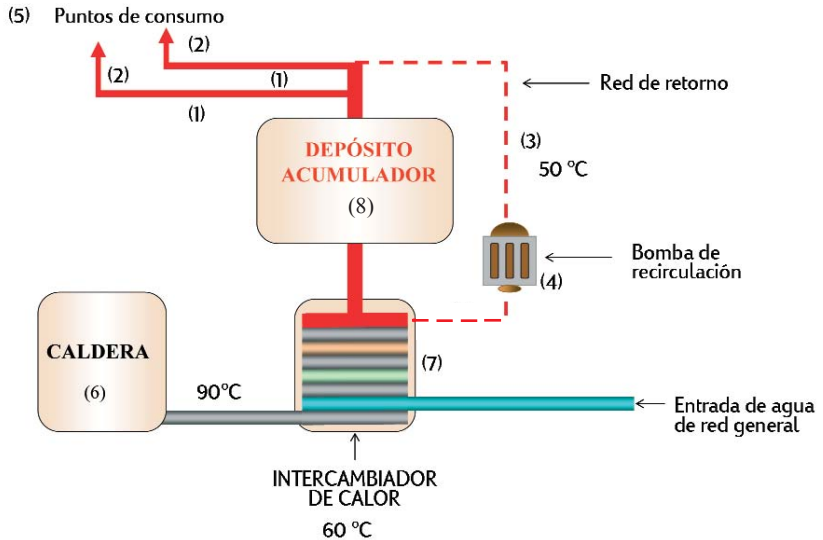 (5) Puntos de consumo
(2)
(2)
(1)
(1)
Red de retorno
(3)
50 ºC
DEPÓSITO
ACUMULADOR
(8)
Bomba de
recirculación
(4)
CALDERA
(6)
90ºC
(7)
Entrada de agua
de red general
INTERCAMBIADOR
DE CALOR
60 ºC